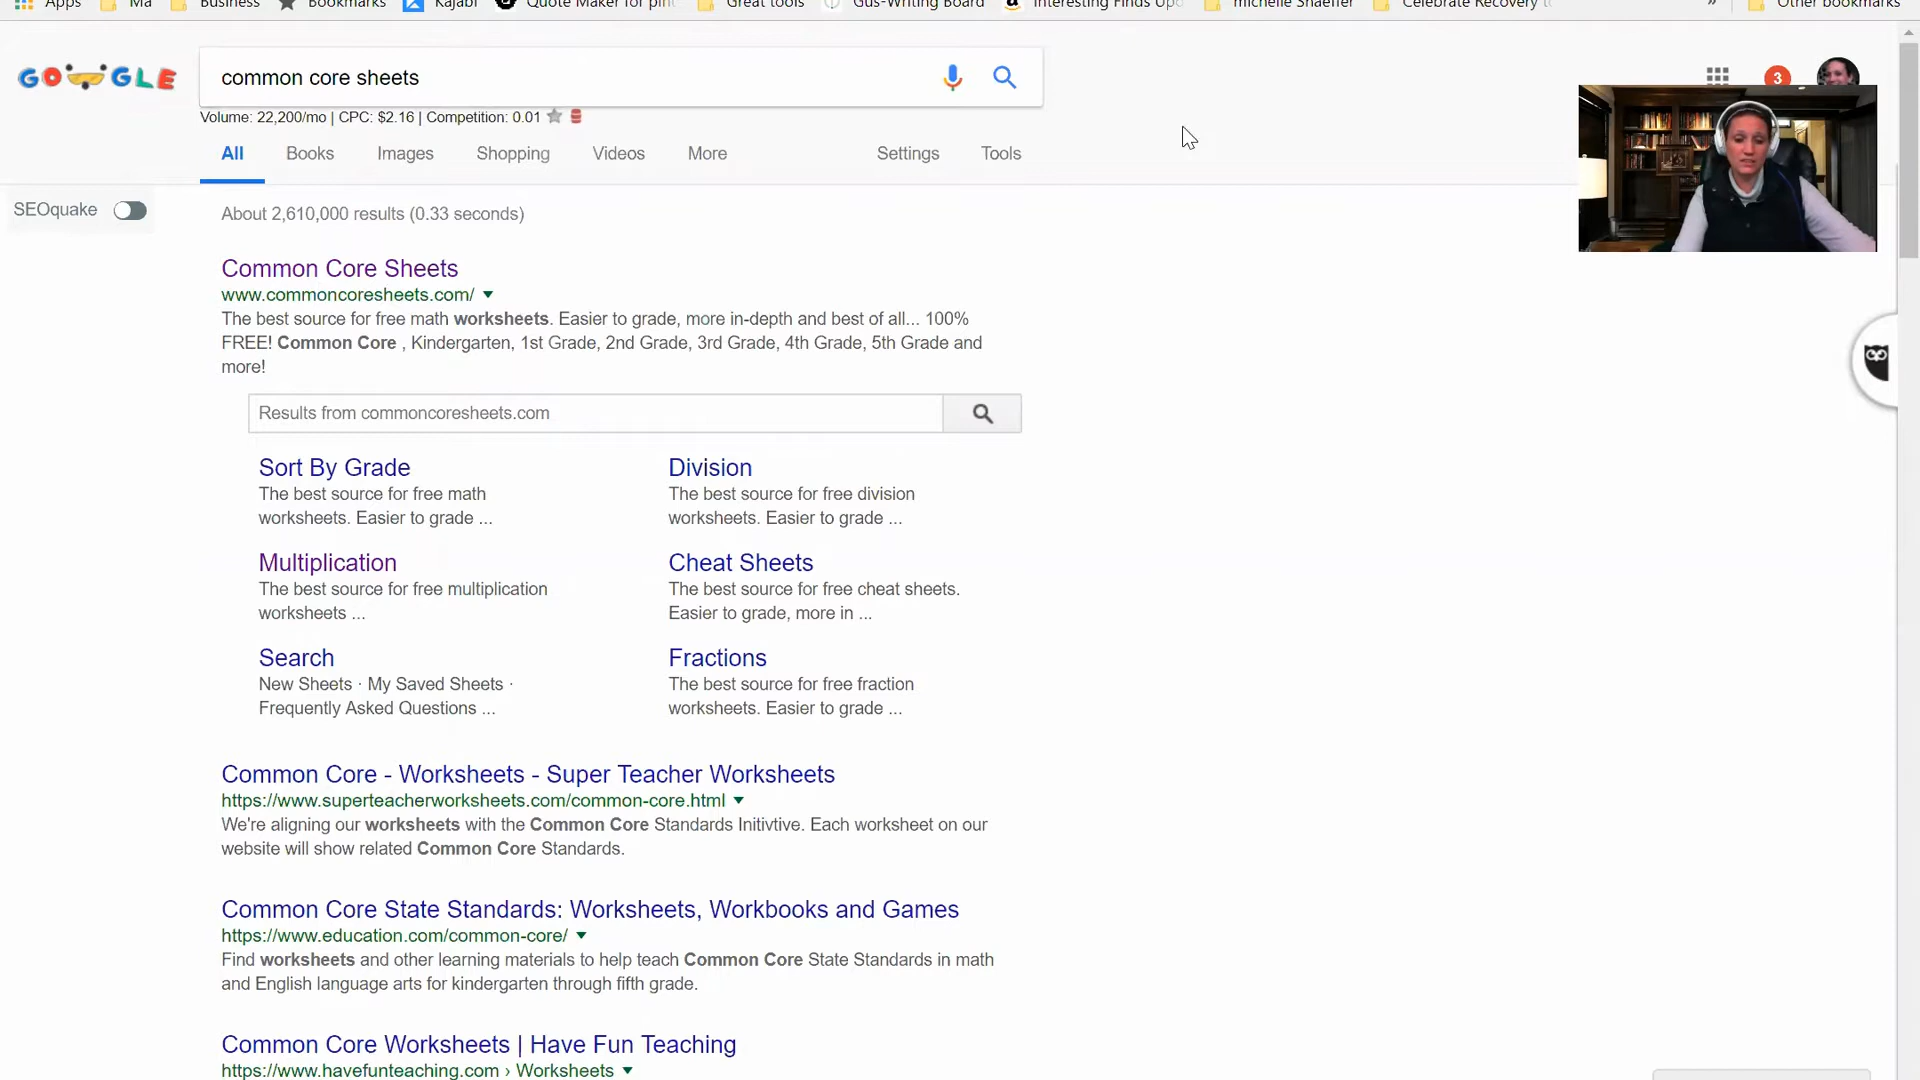 Apps Ma Business Bookmarks Kajabi Quote Maker for pin Great tools Gus-Writing Board Interesting Finds Upd michelle Shaeffer Celebrate Recovery » Other bookmarks
GOOGLE
common core sheets
3
Volume: 22,200/mo | CPC: $2.16 | Competition: 0.01
All Books Images Shopping Videos More Settings Tools
SEOquake
About 2,610,000 results (0.33 seconds)
Common Core Sheets
www.commoncoresheets.com/
The best source for free math worksheets. Easier to grade, more in-depth and best of all... 100%
FREE! Common Core , Kindergarten, 1st Grade, 2nd Grade, 3rd Grade, 4th Grade, 5th Grade and
more!
Results from commoncoresheets.com
Sort By Grade
The best source for free math
worksheets. Easier to grade ...
Division
The best source for free division
worksheets. Easier to grade ...
Multiplication
The best source for free multiplication
worksheets ...
Cheat Sheets
The best source for free cheat sheets.
Easier to grade, more in ...
Search
New Sheets · My Saved Sheets ·
Frequently Asked Questions ...
Fractions
The best source for free fraction
worksheets. Easier to grade ...
Common Core - Worksheets - Super Teacher Worksheets
https://www.superteacherworksheets.com/common-core.html
We're aligning our worksheets with the Common Core Standards Initivtive. Each worksheet on our
website will show related Common Core Standards.
Common Core State Standards: Worksheets, Workbooks and Games
https://www.education.com/common-core/
Find worksheets and other learning materials to help teach Common Core State Standards in math
and English language arts for kindergarten through fifth grade.
Common Core Worksheets | Have Fun Teaching
https://www.havefunteaching.com › Worksheets